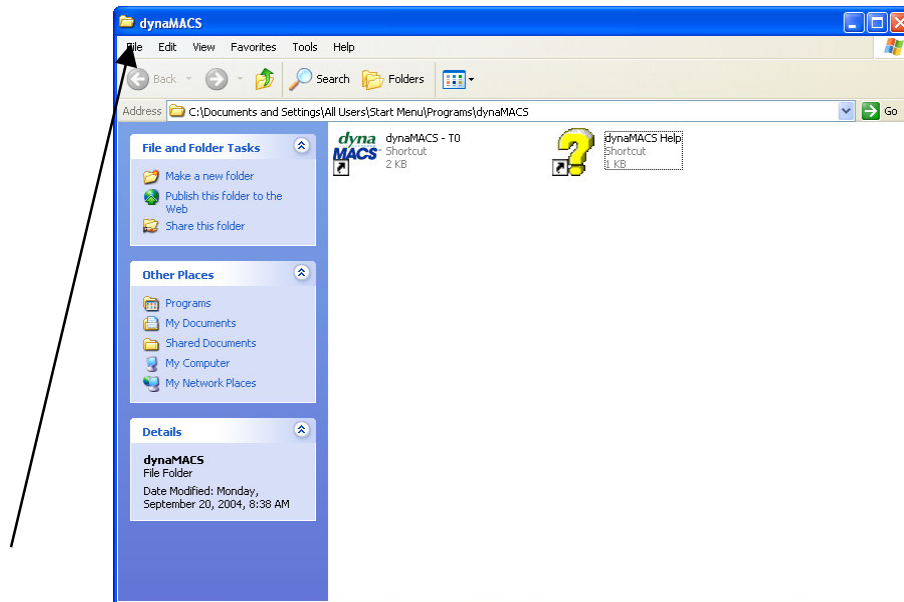 dynaMACS
File Edit View Favorites Tools Help
Back Search Folders
Address C:\Documents and Settings\All Users\Start Menu\Programs\dynaMACS Go
File and Folder Tasks
Make a new folder
Publish this folder to the
Web
Share this folder
Other Places
Programs
My Documents
Shared Documents
My Computer
My Network Places
Details
dynaMACS
File Folder
Date Modified: Monday,
September 20, 2004, 8:38 AM
dyna
MACS
dynaMACS - T0
Shortcut
2 KB
dynaMACS Help
Shortcut
1 KB